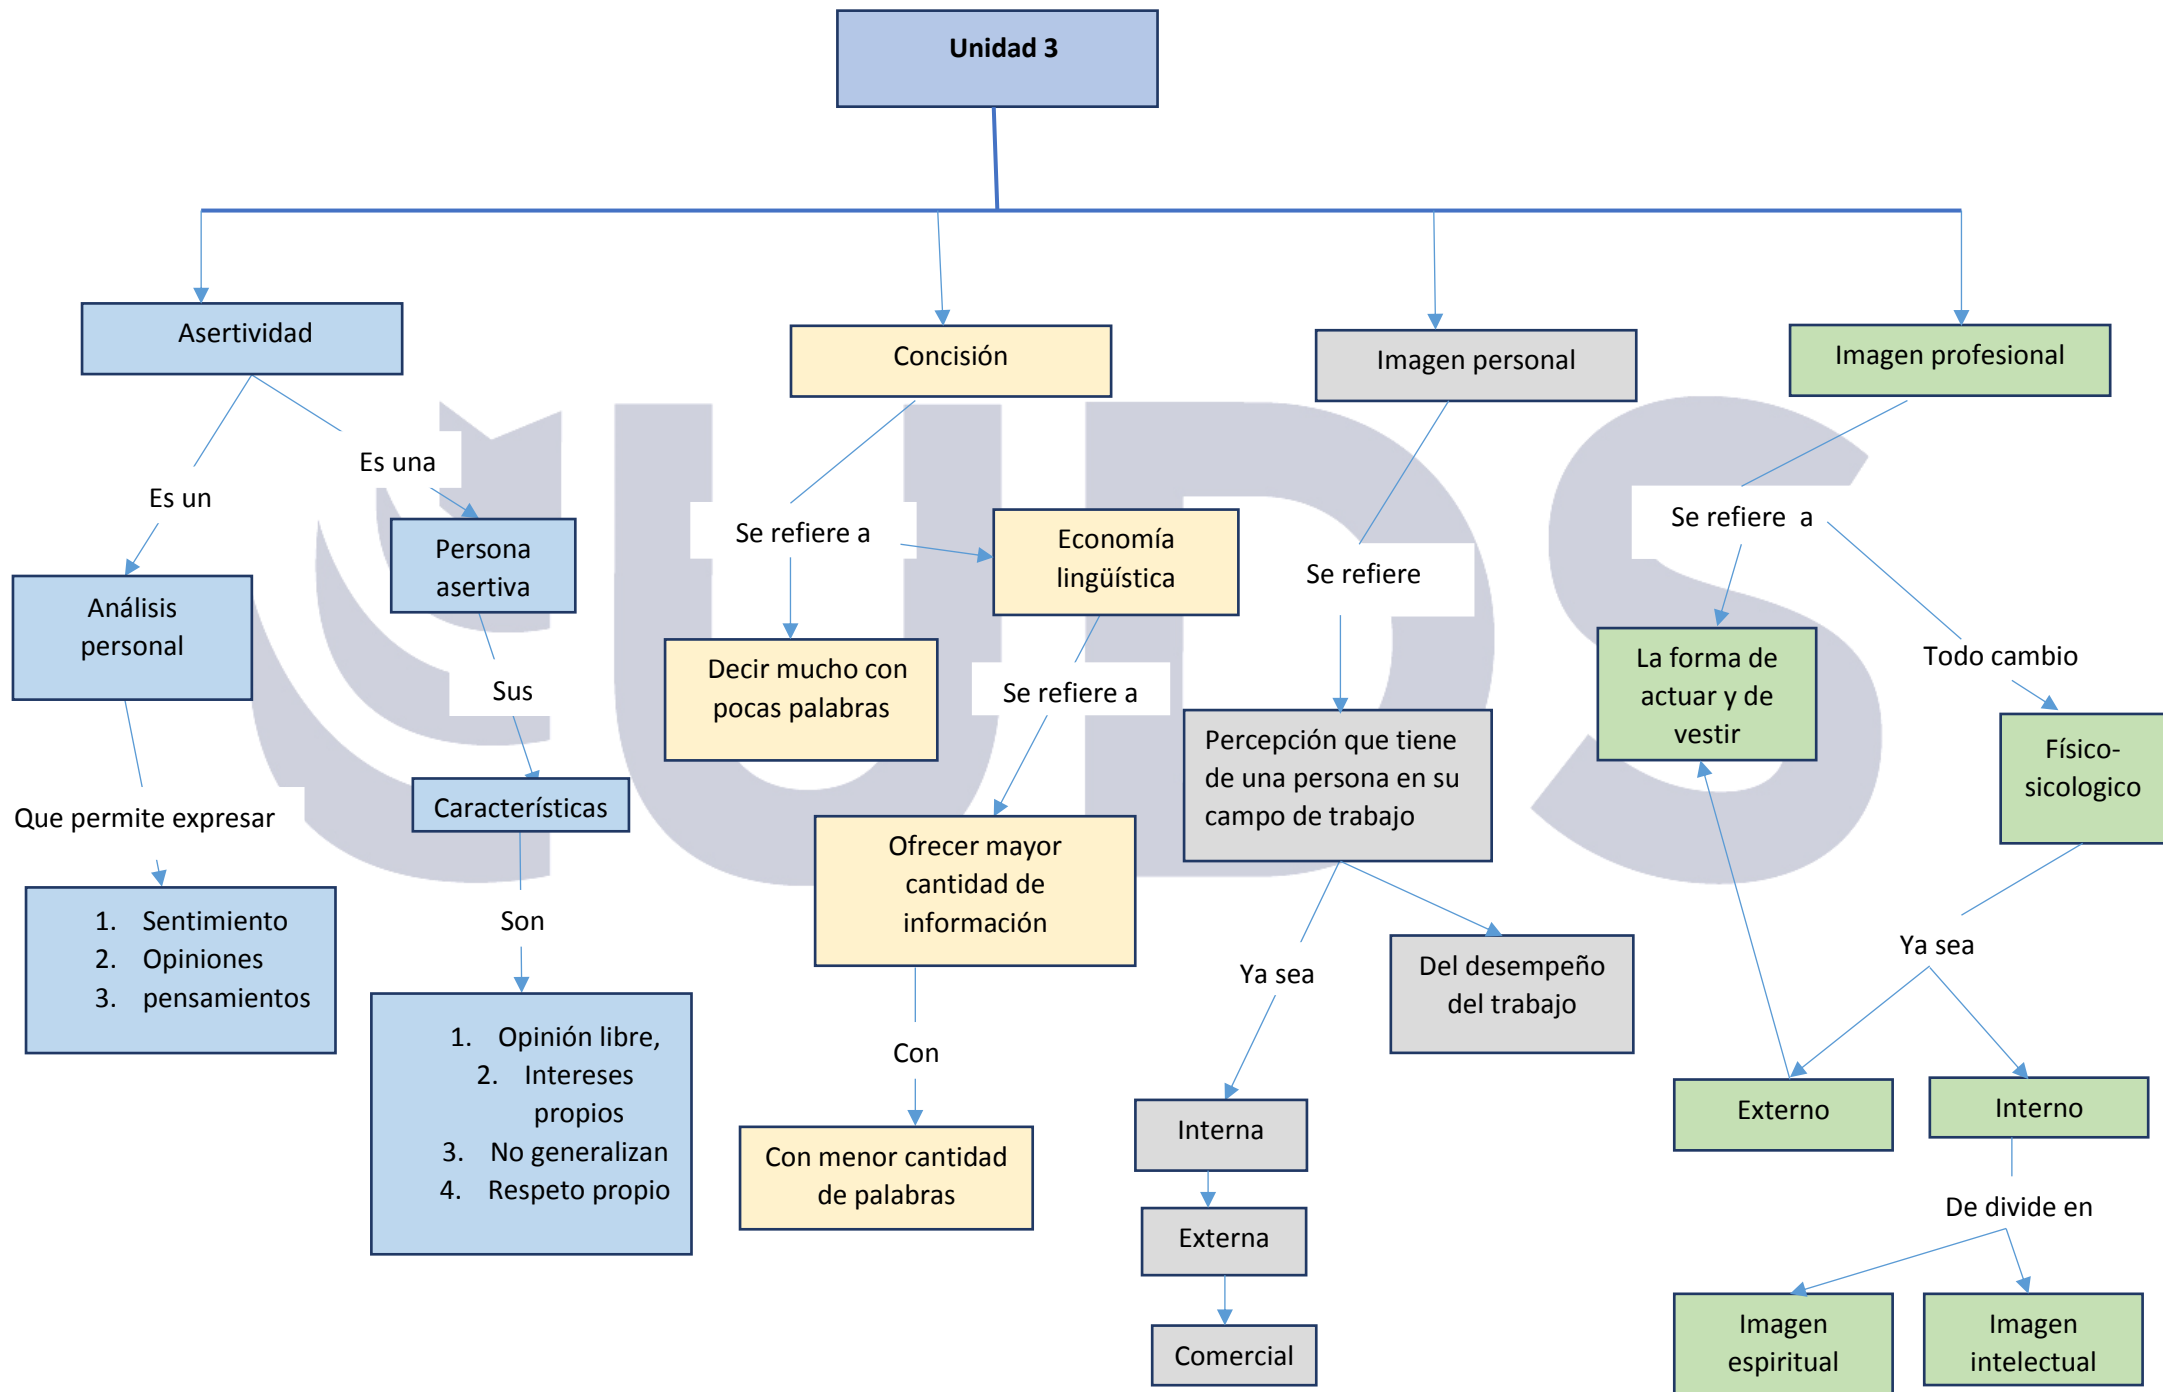 Unidad 3
Asertividad
Concisión
Imagen personal
Imagen profesional
Es una
Es un
Persona
asertiva
Análisis
personal
Sus
Características
Que permite expresar
1. Sentimiento
2. Opiniones
3. pensamientos
Son
1. Opinión libre,
2. Intereses
propios
3. No generalizan
4. Respeto propio
Se refiere a
Economía
lingüística
Decir mucho con
pocas palabras
Se refiere a
Ofrecer mayor
cantidad de
información
Con
Con menor cantidad
de palabras
Se refiere
Percepción que tiene
de una persona en su
campo de trabajo
Ya sea
Del desempeño
del trabajo
Interna
Externa
Comercial
Se refiere  a
La forma de
actuar y de
vestir
Todo cambio
Físico-
sicologico
Ya sea
Externo
Interno
De divide en
Imagen
espiritual
Imagen
intelectual
UDS